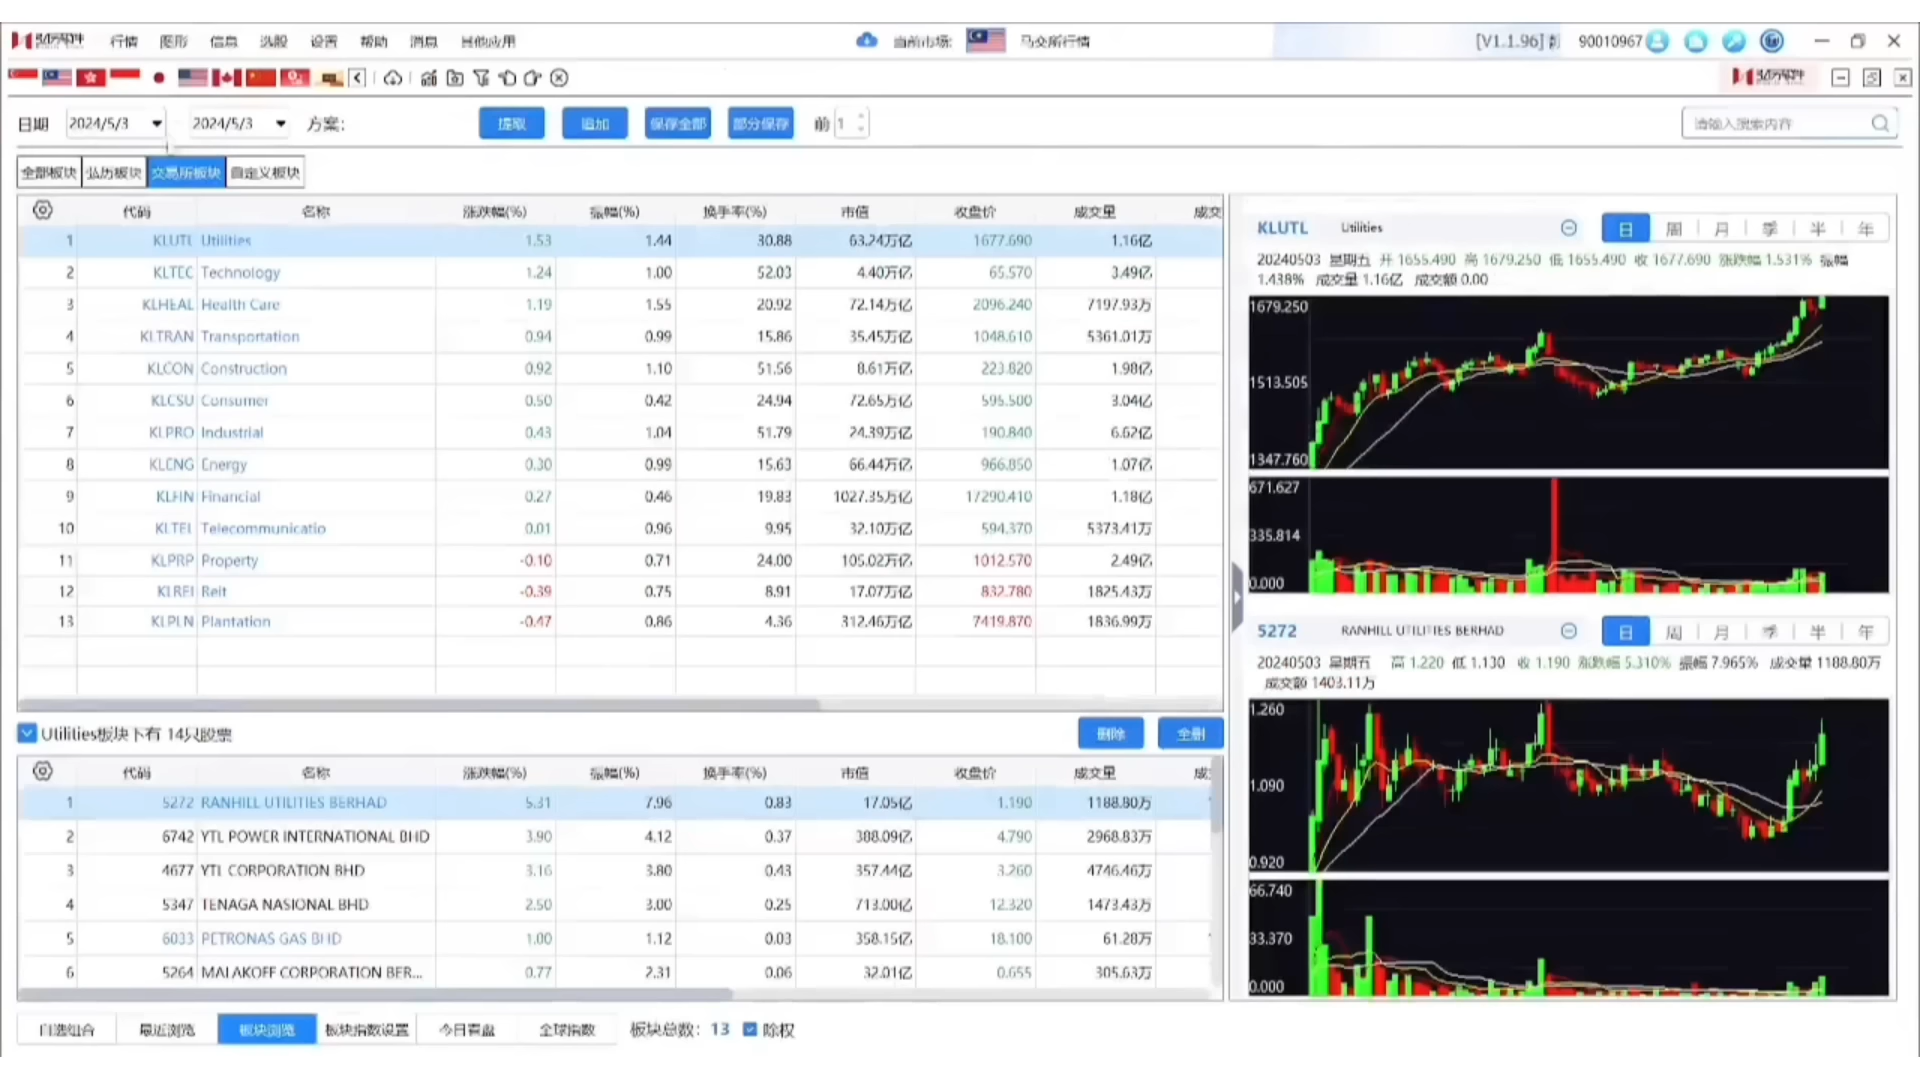 弘历软件 行情 图形 信息 选股 设置 帮助 消息 其他应用 当前市场: 马交所行情 [V1.1.96] 90010967
弘历软件
日期 2024/5/3 2024/5/3 方案: 提取 追加 保存全部 部分保存 前 1 请输入搜索内容
全部板块 弘历板块 交易所板块 自定义板块
代码 名称 涨跌幅(%) 振幅(%) 换手率(%) 市值 收盘价 成交量 成交
1 KLUTL Utilities 1.53 1.44 30.88 63.24万亿 1677.690 1.16亿
2 KLTEC Technology 1.24 1.00 52.03 4.40万亿 65.570 3.49亿
3 KLHEAL Health Care 1.19 1.55 20.92 72.14万亿 2096.240 7197.93万
4 KLTRAN Transportation 0.94 0.99 15.86 35.45万亿 1048.610 5361.01万
5 KLCON Construction 0.92 1.10 51.56 8.61万亿 223.820 1.98亿
6 KLCSU Consumer 0.50 0.42 24.94 72.65万亿 595.500 3.04亿
7 KLPRO Industrial 0.43 1.04 51.79 24.39万亿 190.840 6.62亿
8 KLENG Energy 0.30 0.99 15.63 66.44万亿 966.850 1.07亿
9 KLFIN Financial 0.27 0.46 19.83 1027.35万亿 17290.410 1.18亿
10 KLTEL Telecommunicatio 0.01 0.96 9.95 32.10万亿 594.370 5373.41万
11 KLPRP Property -0.10 0.71 24.00 105.02万亿 1012.570 2.49亿
12 KLREI Reit -0.39 0.75 8.91 17.07万亿 832.780 1825.43万
13 KLPLN Plantation -0.47 0.86 4.36 312.46万亿 7419.870 1836.99万
Utilities板块下有 14只股票 删除 全删
代码 名称 涨跌幅(%) 振幅(%) 换手率(%) 市值 收盘价 成交量 成
1 5272 RANHILL UTILITIES BERHAD 5.31 7.96 0.83 17.05亿 1.190 1188.80万
2 6742 YTL POWER INTERNATIONAL BHD 3.90 4.12 0.37 388.09亿 4.790 2968.83万
3 4677 YTL CORPORATION BHD 3.16 3.80 0.43 357.44亿 3.260 4746.46万
4 5347 TENAGA NASIONAL BHD 2.50 3.00 0.25 713.00亿 12.320 1473.43万
5 6033 PETRONAS GAS BHD 1.00 1.12 0.03 358.15亿 18.100 61.28万
6 5264 MALAKOFF CORPORATION BER... 0.77 2.31 0.06 32.01亿 0.655 305.63万
自选组合 最近浏览 板块浏览 板块指数设置 今日看盘 全球指数 板块总数: 13 除权
KLUTL Utilities 日 周 月 季 半 年
20240503 星期五 开 1655.490 高 1679.250 低 1655.490 收 1677.690 涨跌幅 1.531% 振幅
1.438% 成交量 1.16亿 成交额 0.00
1679.250
1513.505
1347.760
671.627
335.814
0.000
5272 RANHILL UTILITIES BERHAD 日 周 月 季 半 年
20240503 星期五 高 1.220 低 1.130 收 1.190 涨跌幅 5.310% 振幅 7.965% 成交量 1188.80万
成交额 1403.11万
1.260
1.090
0.920
66.740
33.370
0.000